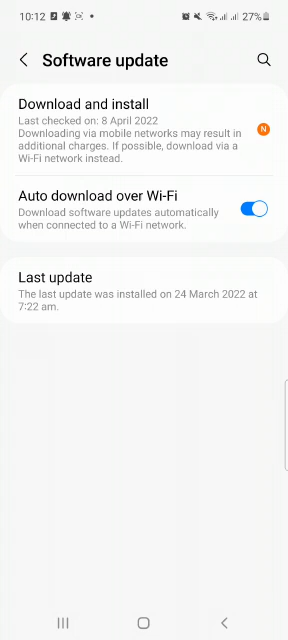 10:12
27%
Software update
Download and install
Last checked on: 8 April 2022
Downloading via mobile networks may result in
additional charges. If possible, download via a
Wi-Fi network instead.
N
Auto download over Wi-Fi
Download software updates automatically
when connected to a Wi-Fi network.
Last update
The last update was installed on 24 March 2022 at
7:22 am.